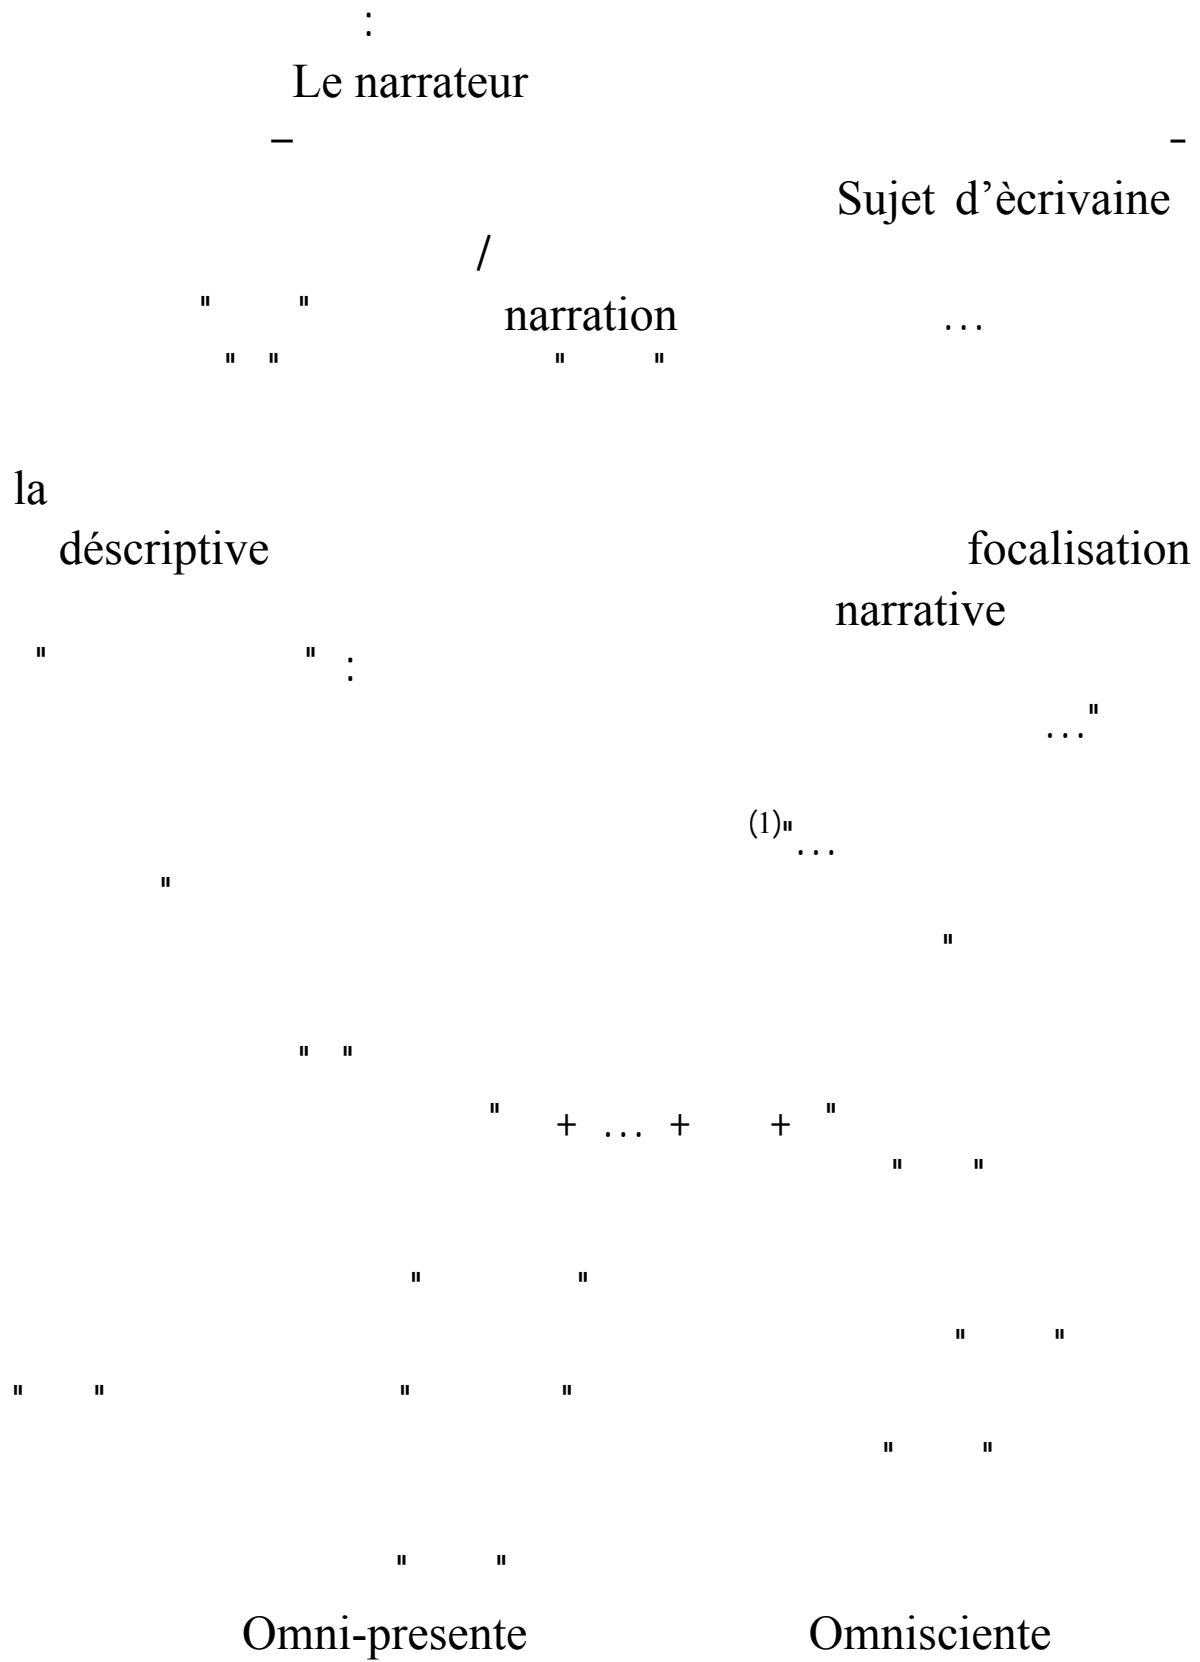 :
Le narrateur
– -
Sujet d’ècrivaine
/
" " narration ...
" " " "
la
déscriptive focalisation
narrative
" " :
..."
(1)"...
"
"
" "
" + ... + + "
" "
" "
" "
" " " "
" "
" "
Omni-presente Omnisciente